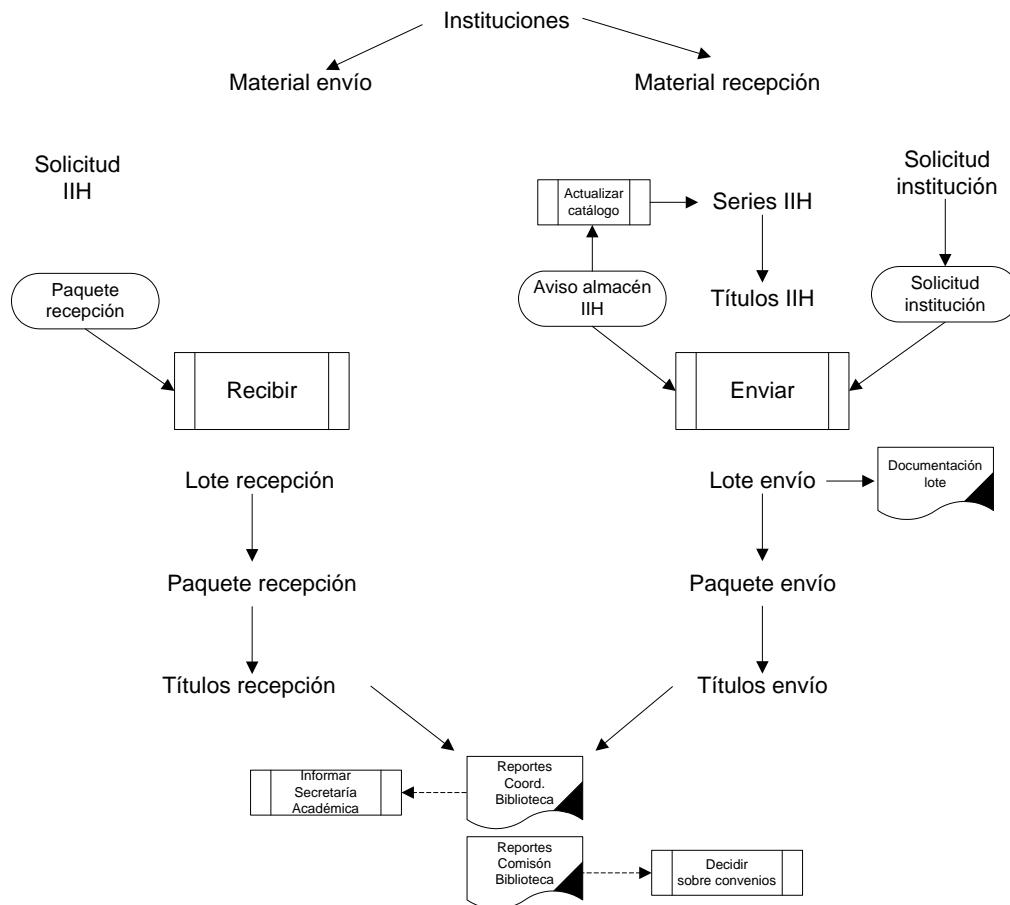 Instituciones
Material envío
Material recepción
Solicitud
IIH
Solicitud
institución
Actualizar
catálogo
Series IIH
Paquete
recepción
Aviso almacén
IIH
Títulos IIH
Solicitud
institución
Recibir
Enviar
Lote recepción
Lote envío
Documentación
lote
Paquete recepción
Paquete envío
Títulos recepción
Títulos envío
Informar
Secretaría
Académica
Reportes
Coord.
Biblioteca
Reportes
Comisón
Biblioteca
Decidir
sobre convenios